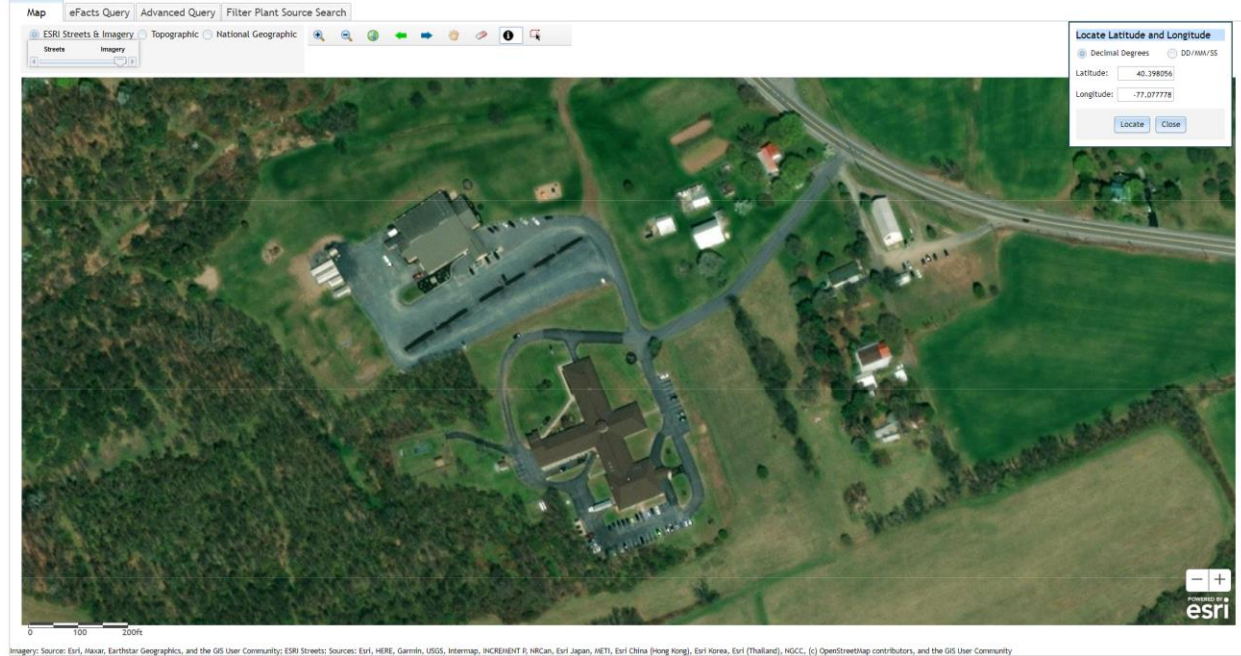 Map eFacts Query Advanced Query Filter Plant Source Search
ESRI Streets & Imagery Topographic National Geographic
Streets Imagery
Locate Latitude and Longitude
Decimal Degrees DD/MM/SS
Latitude: 40.398056
Longitude: -77.077778
Locate Close
POWERED BY
esri
0 100 200ft
Imagery: Source: Esri, Maxar, Earthstar Geographics, and the GIS User Community; ESRI Streets: Sources: Esri, HERE, Garmin, USGS, Intermap, INCREMENT P, NRCan, Esri Japan, METI, Esri China (Hong Kong), Esri Korea, Esri (Thailand), NGCC, (c) OpenStreetMap contributors, and the GIS User Community